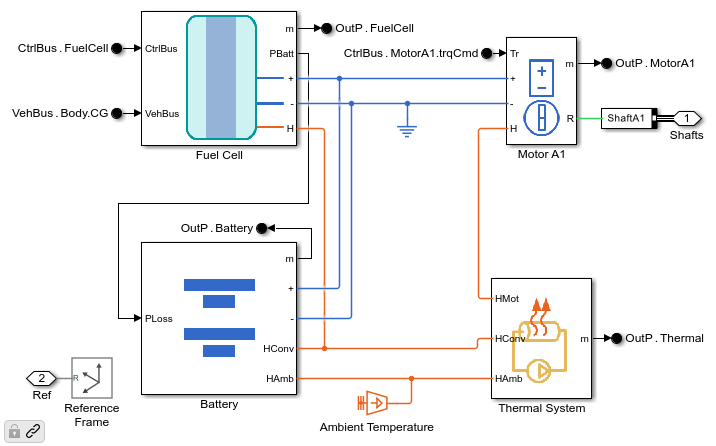 m
OutP.FuelCell
CtrlBus.FuelCell
CtrlBus
PBatt
CtrlBus.MotorA1.trqCmd
Tr
m
OutP.MotorA1
+
+
-
-
VehBus.Body.CG
VehBus
H
H
R
ShaftA1
1
Shafts
Fuel Cell
Motor A1
OutP.Battery
m
+
HMot
PLoss
-
HConv
HConv
m
OutP.Thermal
HAmb
HAmb
2
R
Ref
Reference
Frame
Battery
Thermal System
Ambient Temperature